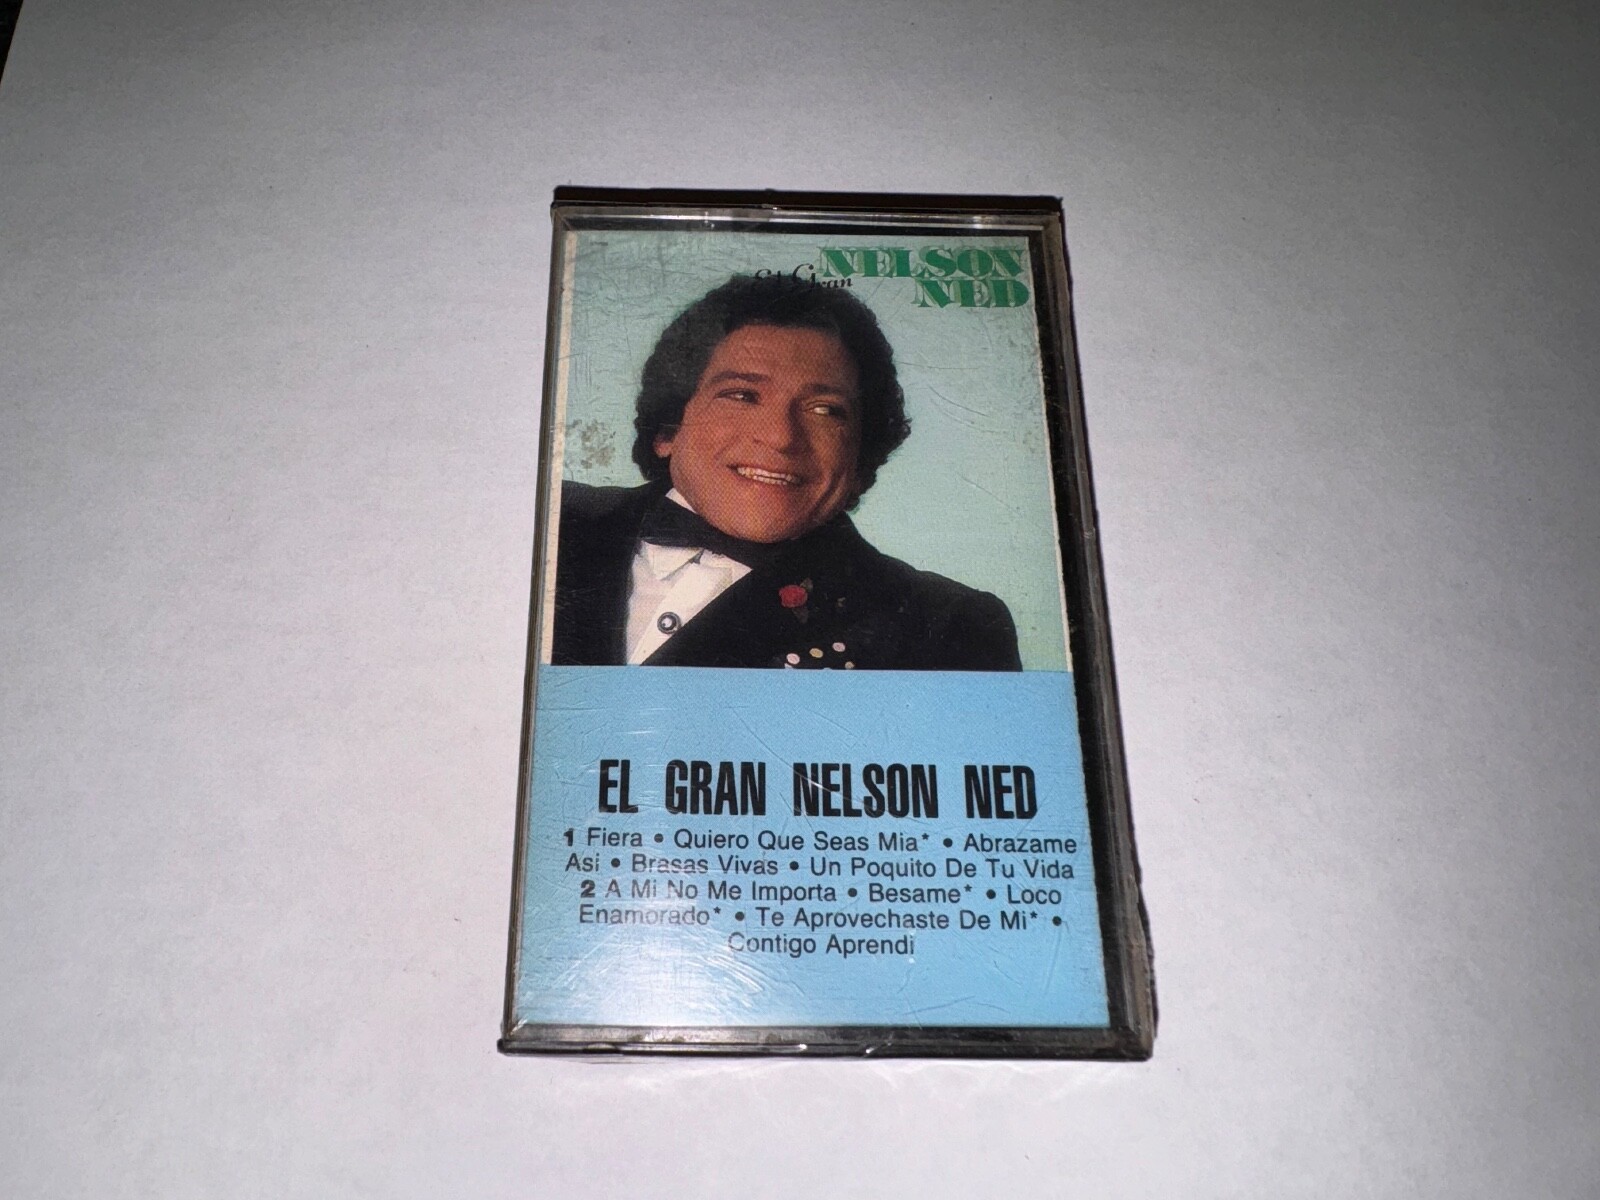 El Gran NELSON
NED
EL GRAN NELSON NED
1 Fiera • Quiero Que Seas Mia* • Abrazame
Asi • Brasas Vivas • Un Poquito De Tu Vida
2 A Mi No Me Importa • Besame* • Loco
Enamorado* • Te Aprovechaste De Mi* •
Contigo Aprendi